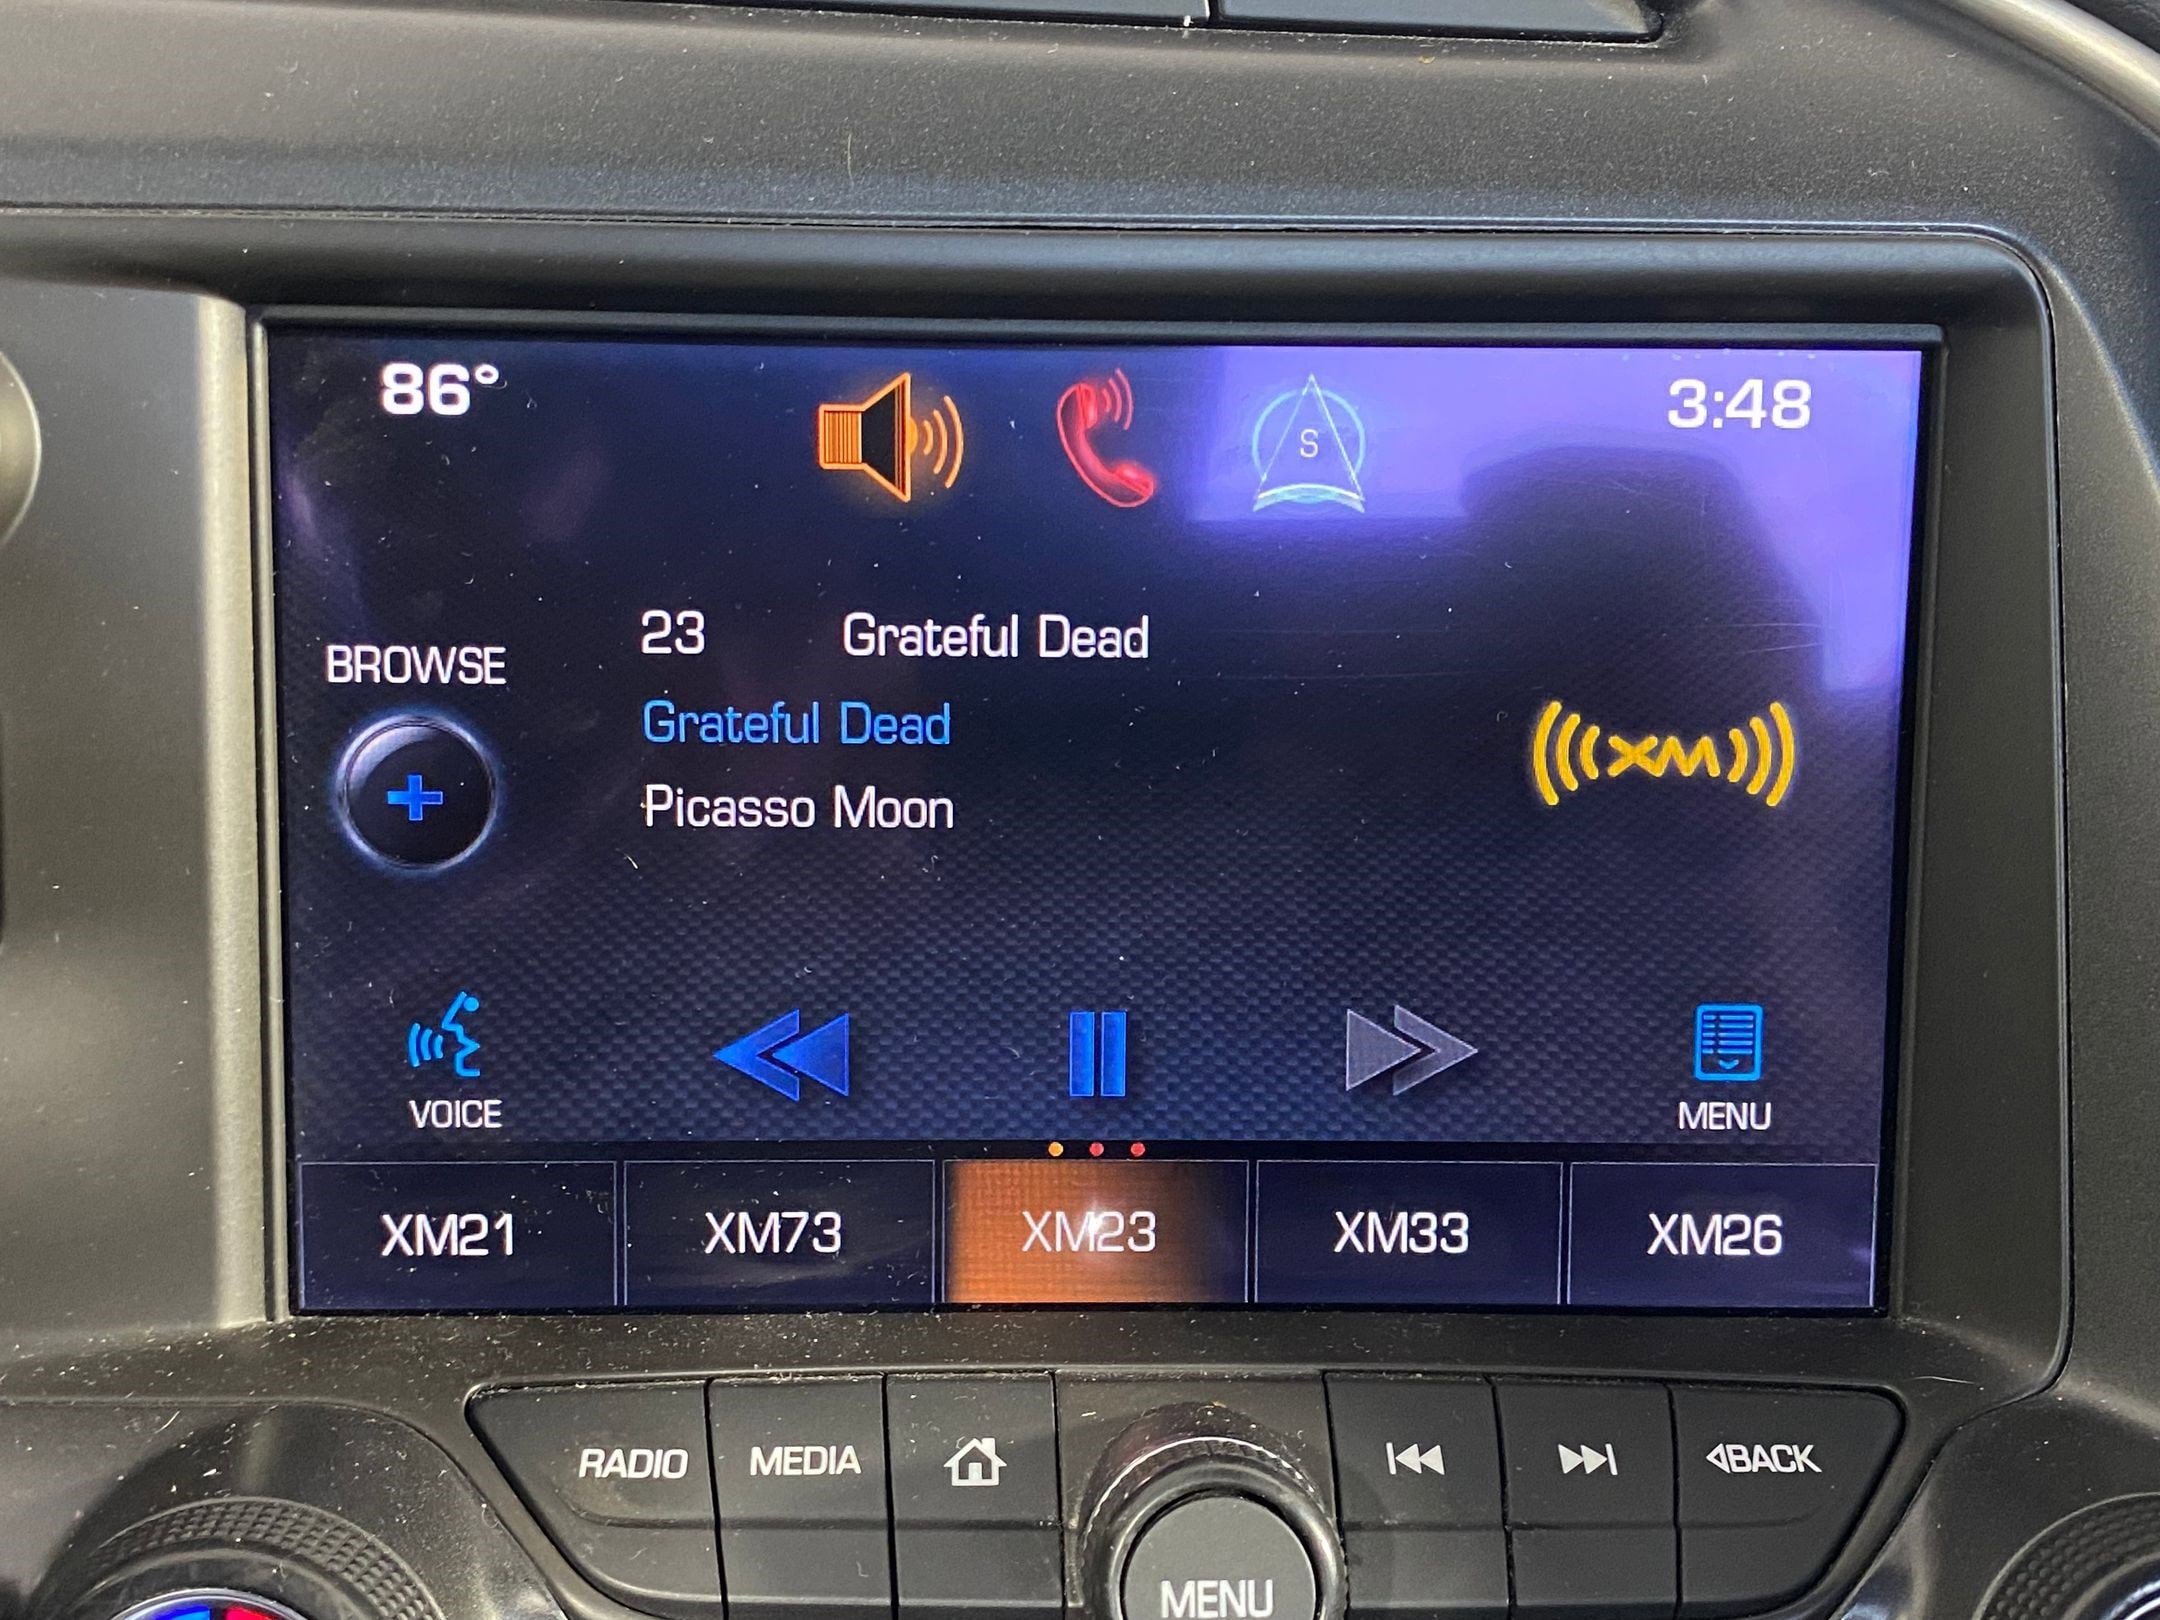 86° 3:48
S
23 Grateful Dead
BROWSE
Grateful Dead
XM
Picasso Moon
VOICE MENU
XM21 XM73 XM23 XM33 XM26
RADIO MEDIA BACK
MENU